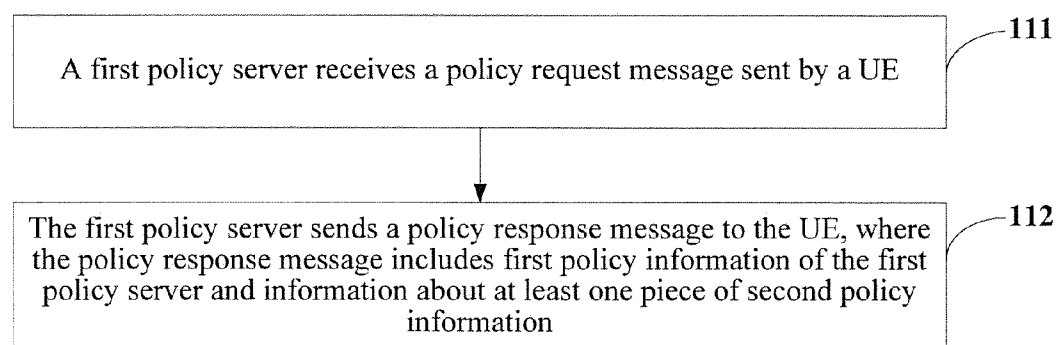 A first policy server receives a policy request message sent by a UE
111
The first policy server sends a policy response message to the UE, where
the policy response message includes first policy information of the first
policy server and information about at least one piece of second policy
information
112